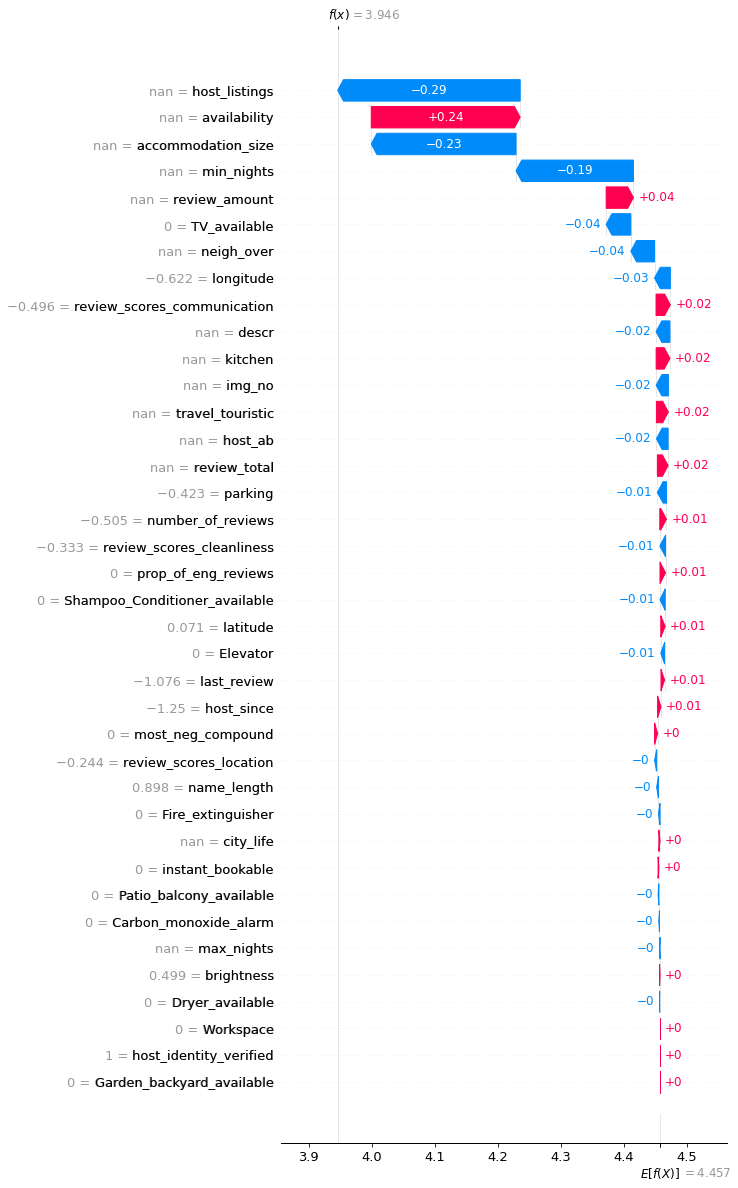 f(x) = 3.946
nan = host_listings −0.29
nan = availability +0.24
nan = accommodation_size −0.23
nan = min_nights −0.19
nan = review_amount +0.04
0 = TV_available −0.04
nan = neigh_over −0.04
−0.622 = longitude −0.03
−0.496 = review_scores_communication +0.02
nan = descr −0.02
nan = kitchen +0.02
nan = img_no −0.02
nan = travel_touristic +0.02
nan = host_ab −0.02
nan = review_total +0.02
−0.423 = parking −0.01
−0.505 = number_of_reviews +0.01
−0.333 = review_scores_cleanliness −0.01
0 = prop_of_eng_reviews +0.01
0 = Shampoo_Conditioner_available −0.01
0.071 = latitude +0.01
0 = Elevator −0.01
−1.076 = last_review +0.01
−1.25 = host_since +0.01
0 = most_neg_compound +0
−0.244 = review_scores_location −0
0.898 = name_length −0
0 = Fire_extinguisher −0
nan = city_life +0
0 = instant_bookable +0
0 = Patio_balcony_available −0
0 = Carbon_monoxide_alarm −0
nan = max_nights −0
0.499 = brightness +0
0 = Dryer_available −0
0 = Workspace +0
1 = host_identity_verified +0
0 = Garden_backyard_available +0
3.9 4.0 4.1 4.2 4.3 4.4 4.5
E[f(X)] = 4.457